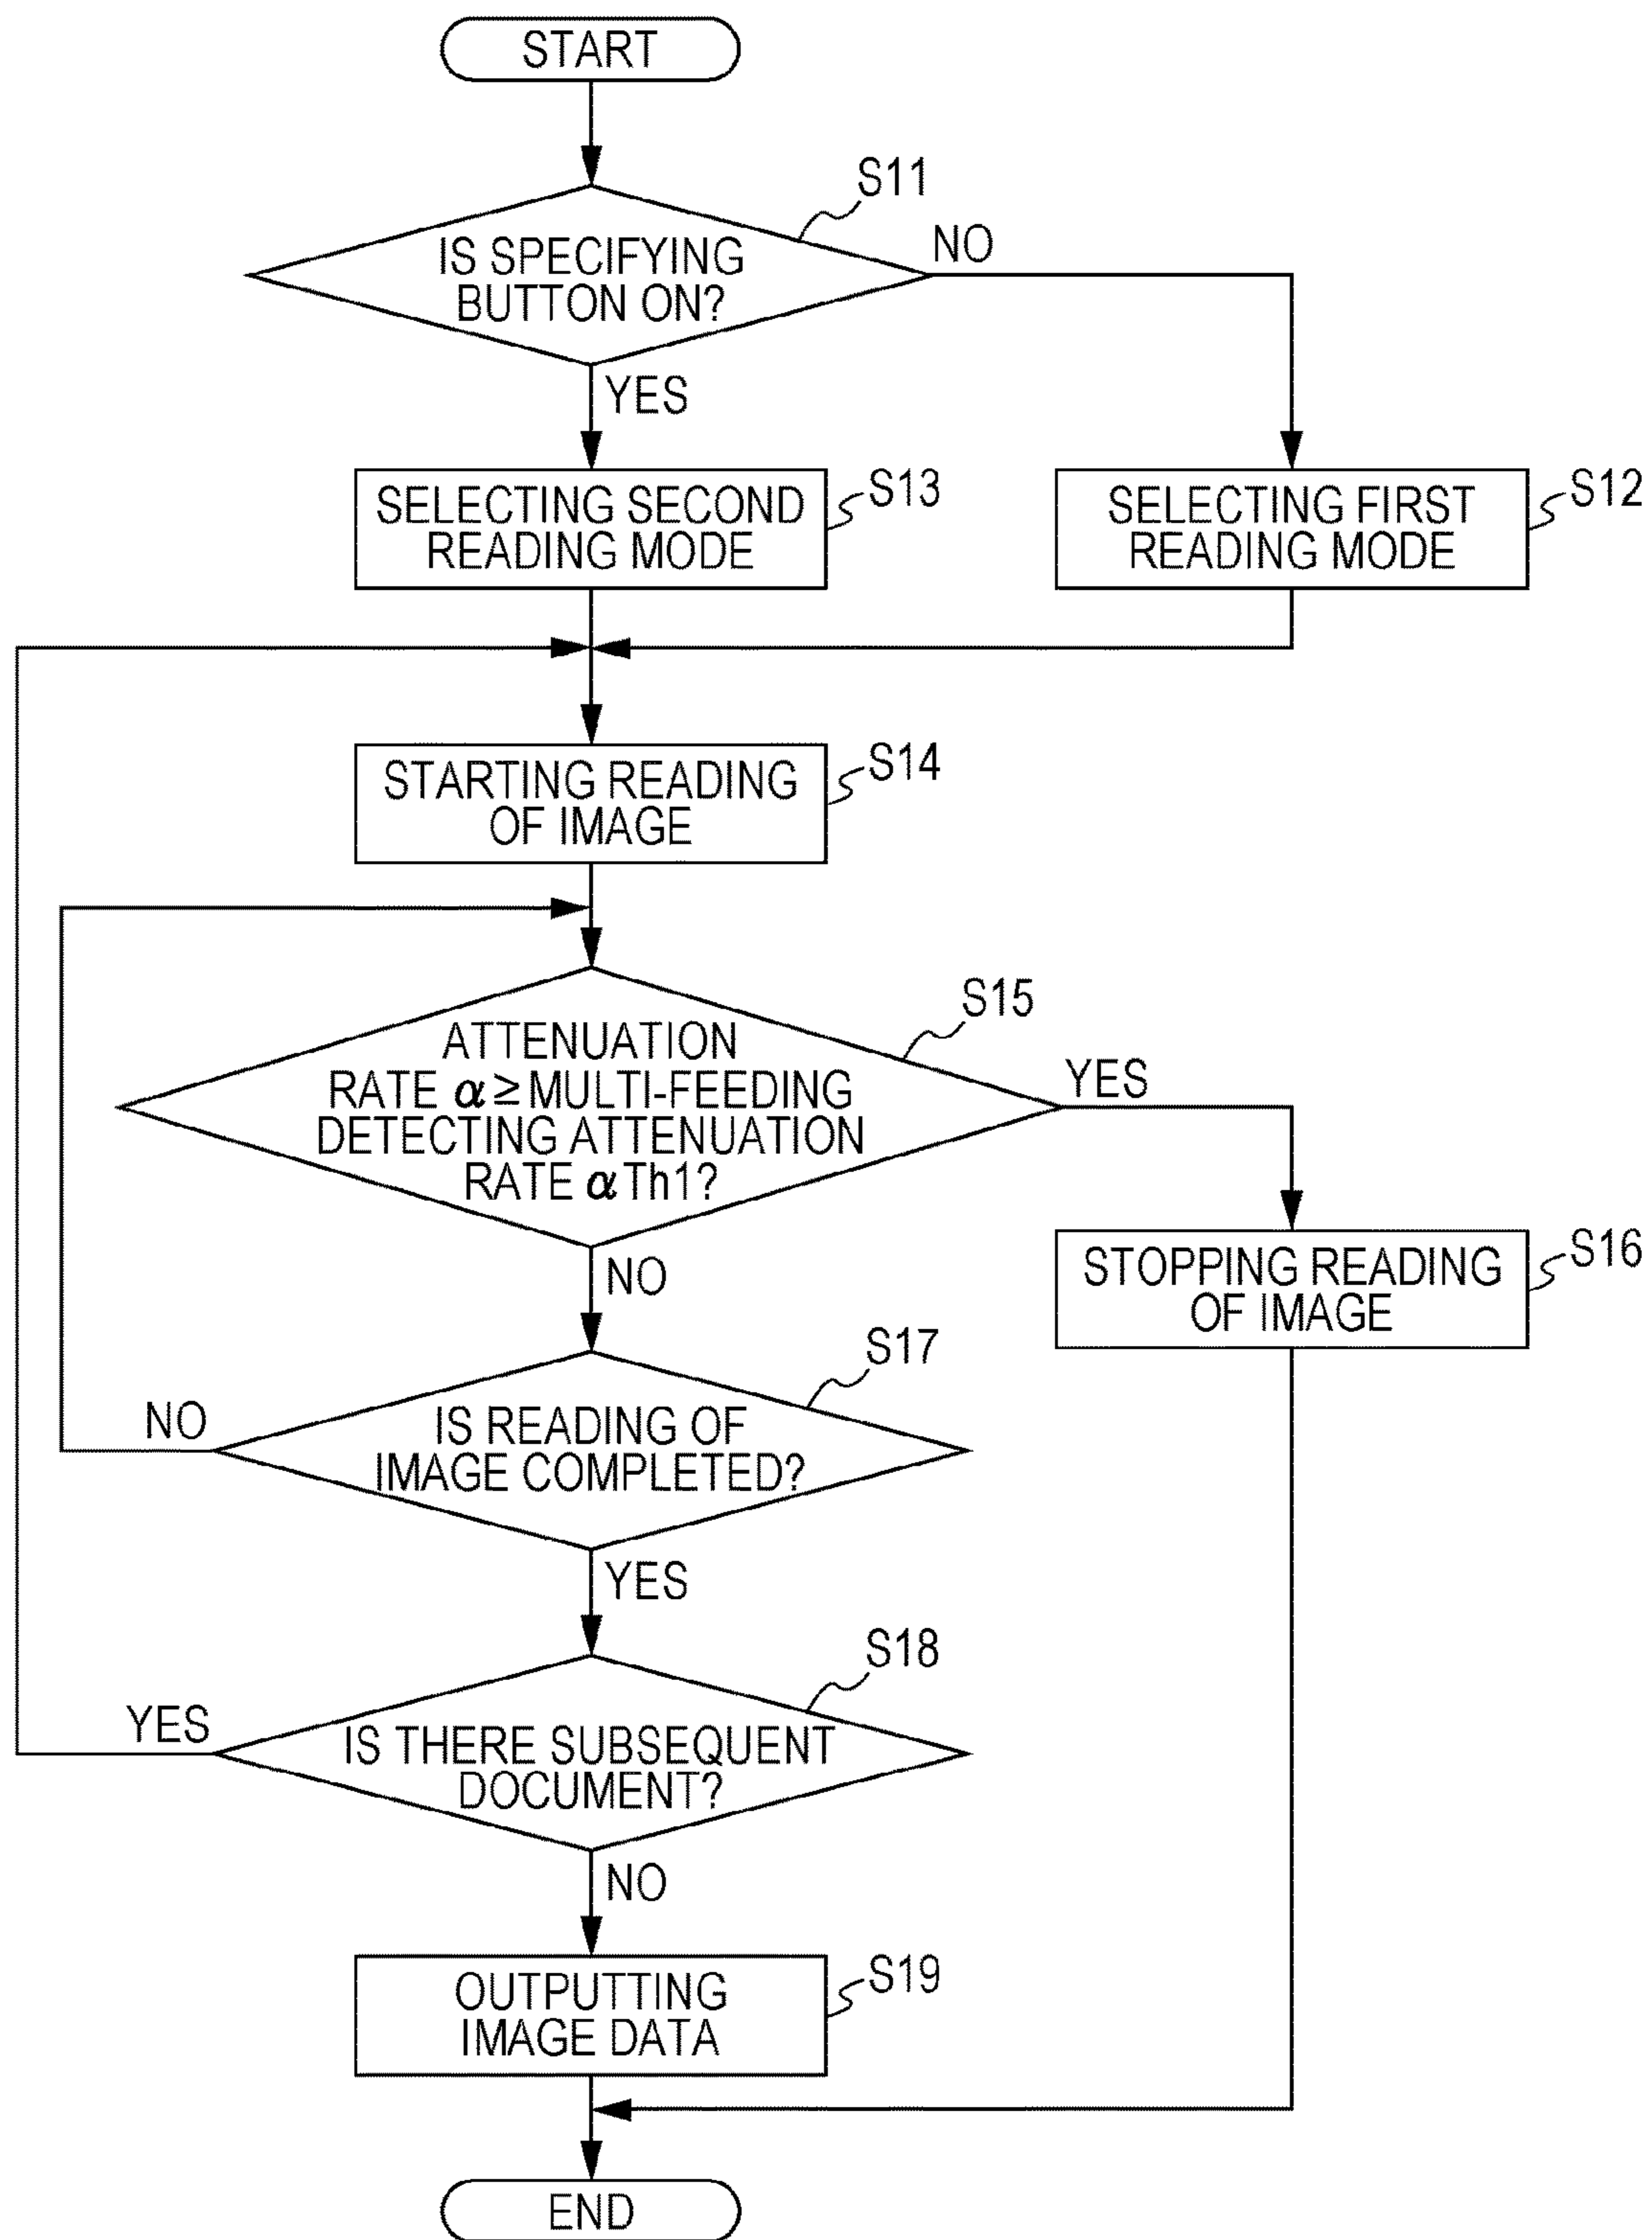 START
S11
IS SPECIFYING
BUTTON ON?
NO
YES
SELECTING SECOND
READING MODE
S13
SELECTING FIRST
READING MODE
S12
STARTING READING
OF IMAGE
S14
S15
ATTENUATION
RATE α ≥ MULTI-FEEDING
DETECTING ATTENUATION
RATE αTh1?
YES
NO
STOPPING READING
OF IMAGE
S16
S17
IS READING OF
IMAGE COMPLETED?
NO
YES
S18
IS THERE SUBSEQUENT
DOCUMENT?
YES
NO
OUTPUTTING
IMAGE DATA
S19
END